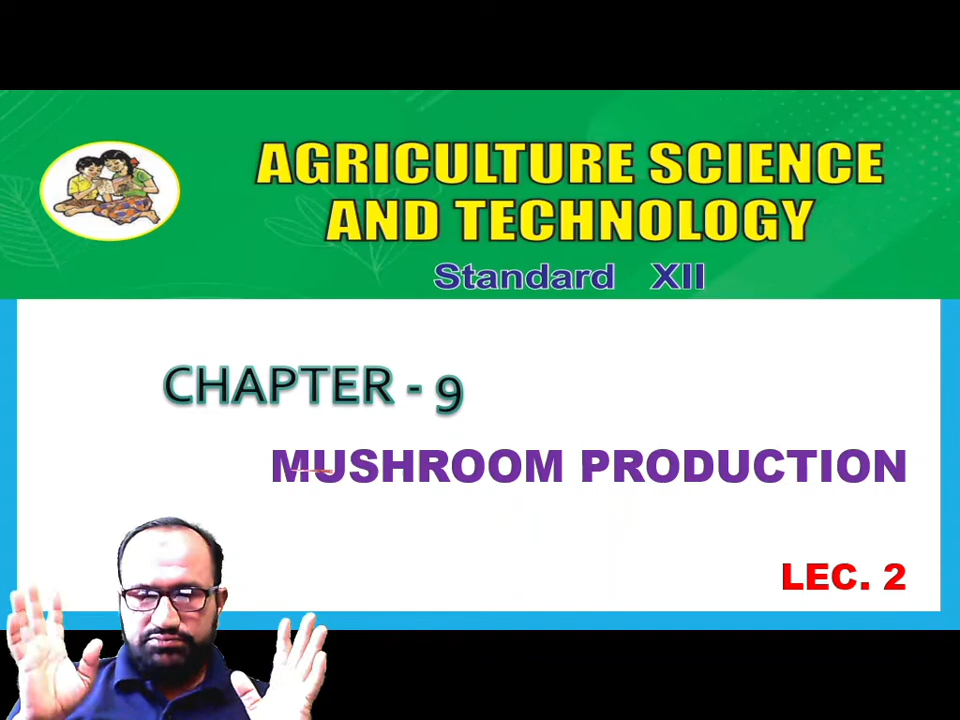 AGRICULTURE SCIENCE
AND TECHNOLOGY
Standard XII
CHAPTER - 9
MUSHROOM PRODUCTION
LEC. 2